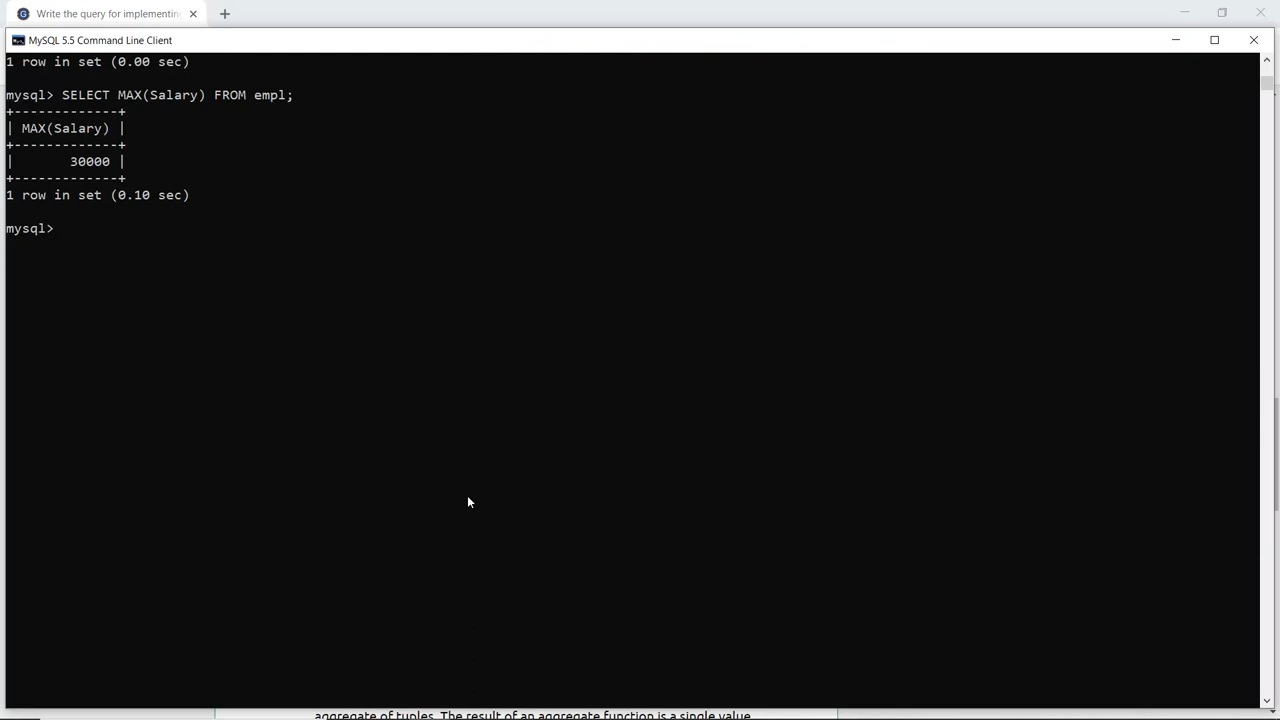 Write the query for implementing
MySQL 5.5 Command Line Client
1 row in set (0.00 sec)
mysql> SELECT MAX(Salary) FROM empl;
+-------------+
| MAX(Salary) |
+-------------+
|       30000 |
+-------------+
1 row in set (0.10 sec)
mysql>
aggregate of tuples. The result of an aggregate function is a single value